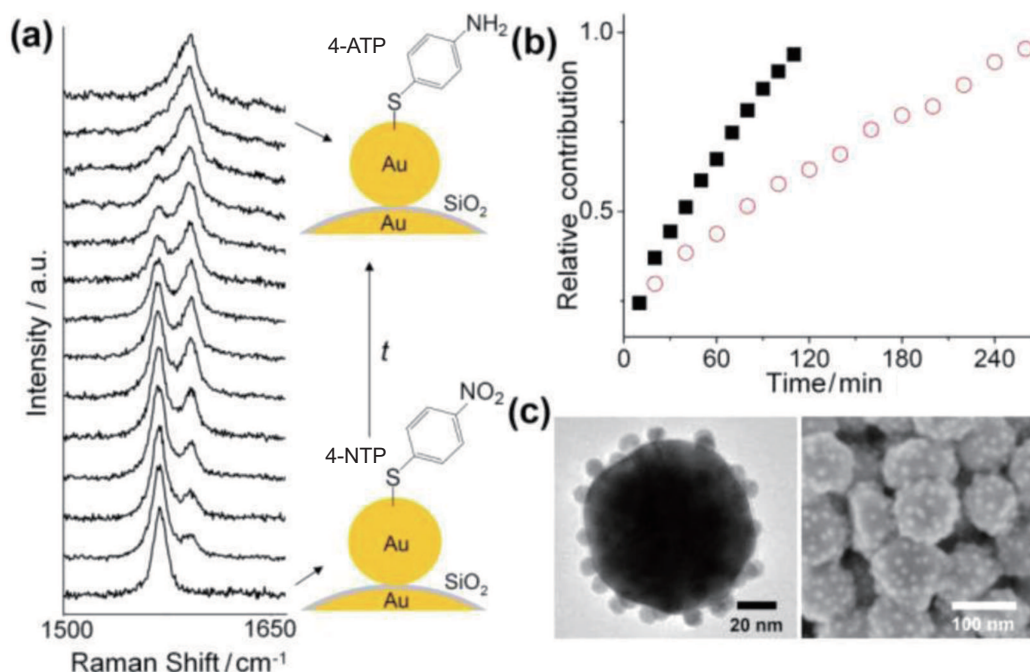 (a)
Intensity / a.u.
1500
1650
Raman Shift / cm⁻¹
4-ATP
NH₂
S
Au
SiO₂
Au
t
NO₂
4-NTP
S
Au
SiO₂
Au
(b)
Relative contribution
1.0
0.5
0
60
120
180
240
Time/min
(c)
20 nm
100 nm